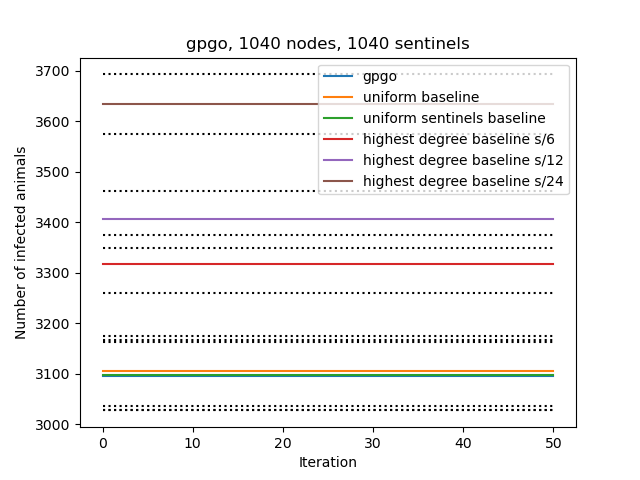 gpgo, 1040 nodes, 1040 sentinels
3700
3600
3500
3400
3300
3200
3100
3000
Number of infected animals
gpgo
uniform baseline
uniform sentinels baseline
highest degree baseline s/6
highest degree baseline s/12
highest degree baseline s/24
0
10
20
30
40
50
Iteration